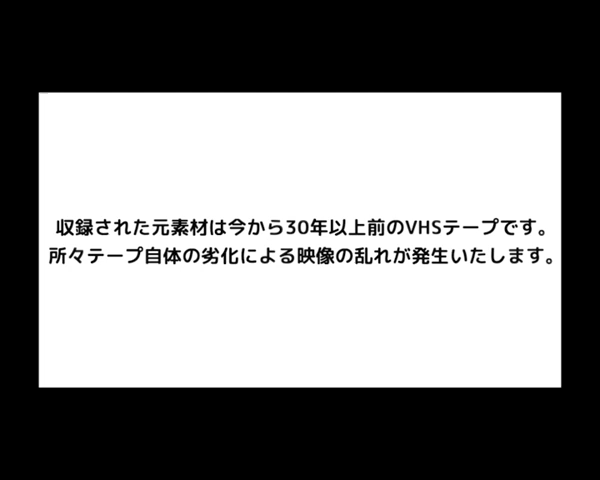 収録された元素材は今から30年以上前のVHSテープです。
所々テープ自体の劣化による映像の乱れが発生いたします。